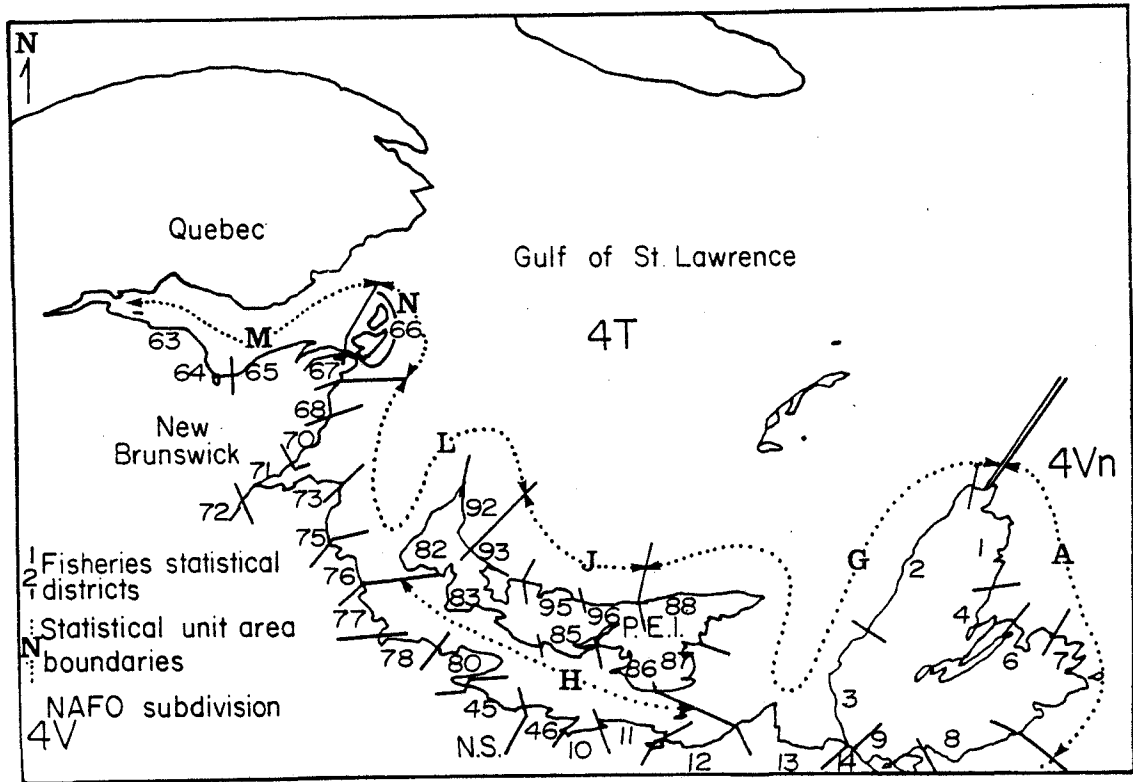 N
Quebec
Gulf of St. Lawrence
4T
M
N
66
63
64
65
67
68
New
Brunswick
70
71
72
73
L
92
4Vn
75
82
93
J
G
2
1
A
1
2
Fisheries statistical
districts
76
83
95
96
88
4
77
85
P.E.I.
6
7
N
Statistical unit area
boundaries
78
80
86
87
H
3
NAFO subdivision
4V
45
46
N.S.
10
11
12
13
14
9
8